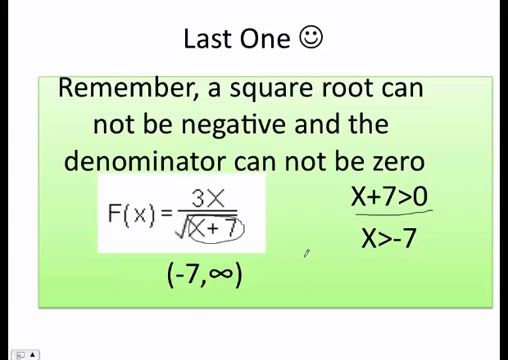 Last One ☺
Remember, a square root can
not be negative and the
denominator can not be zero
F(x) = 3X / √X + 7
X+7>0
X>-7
(-7,∞)